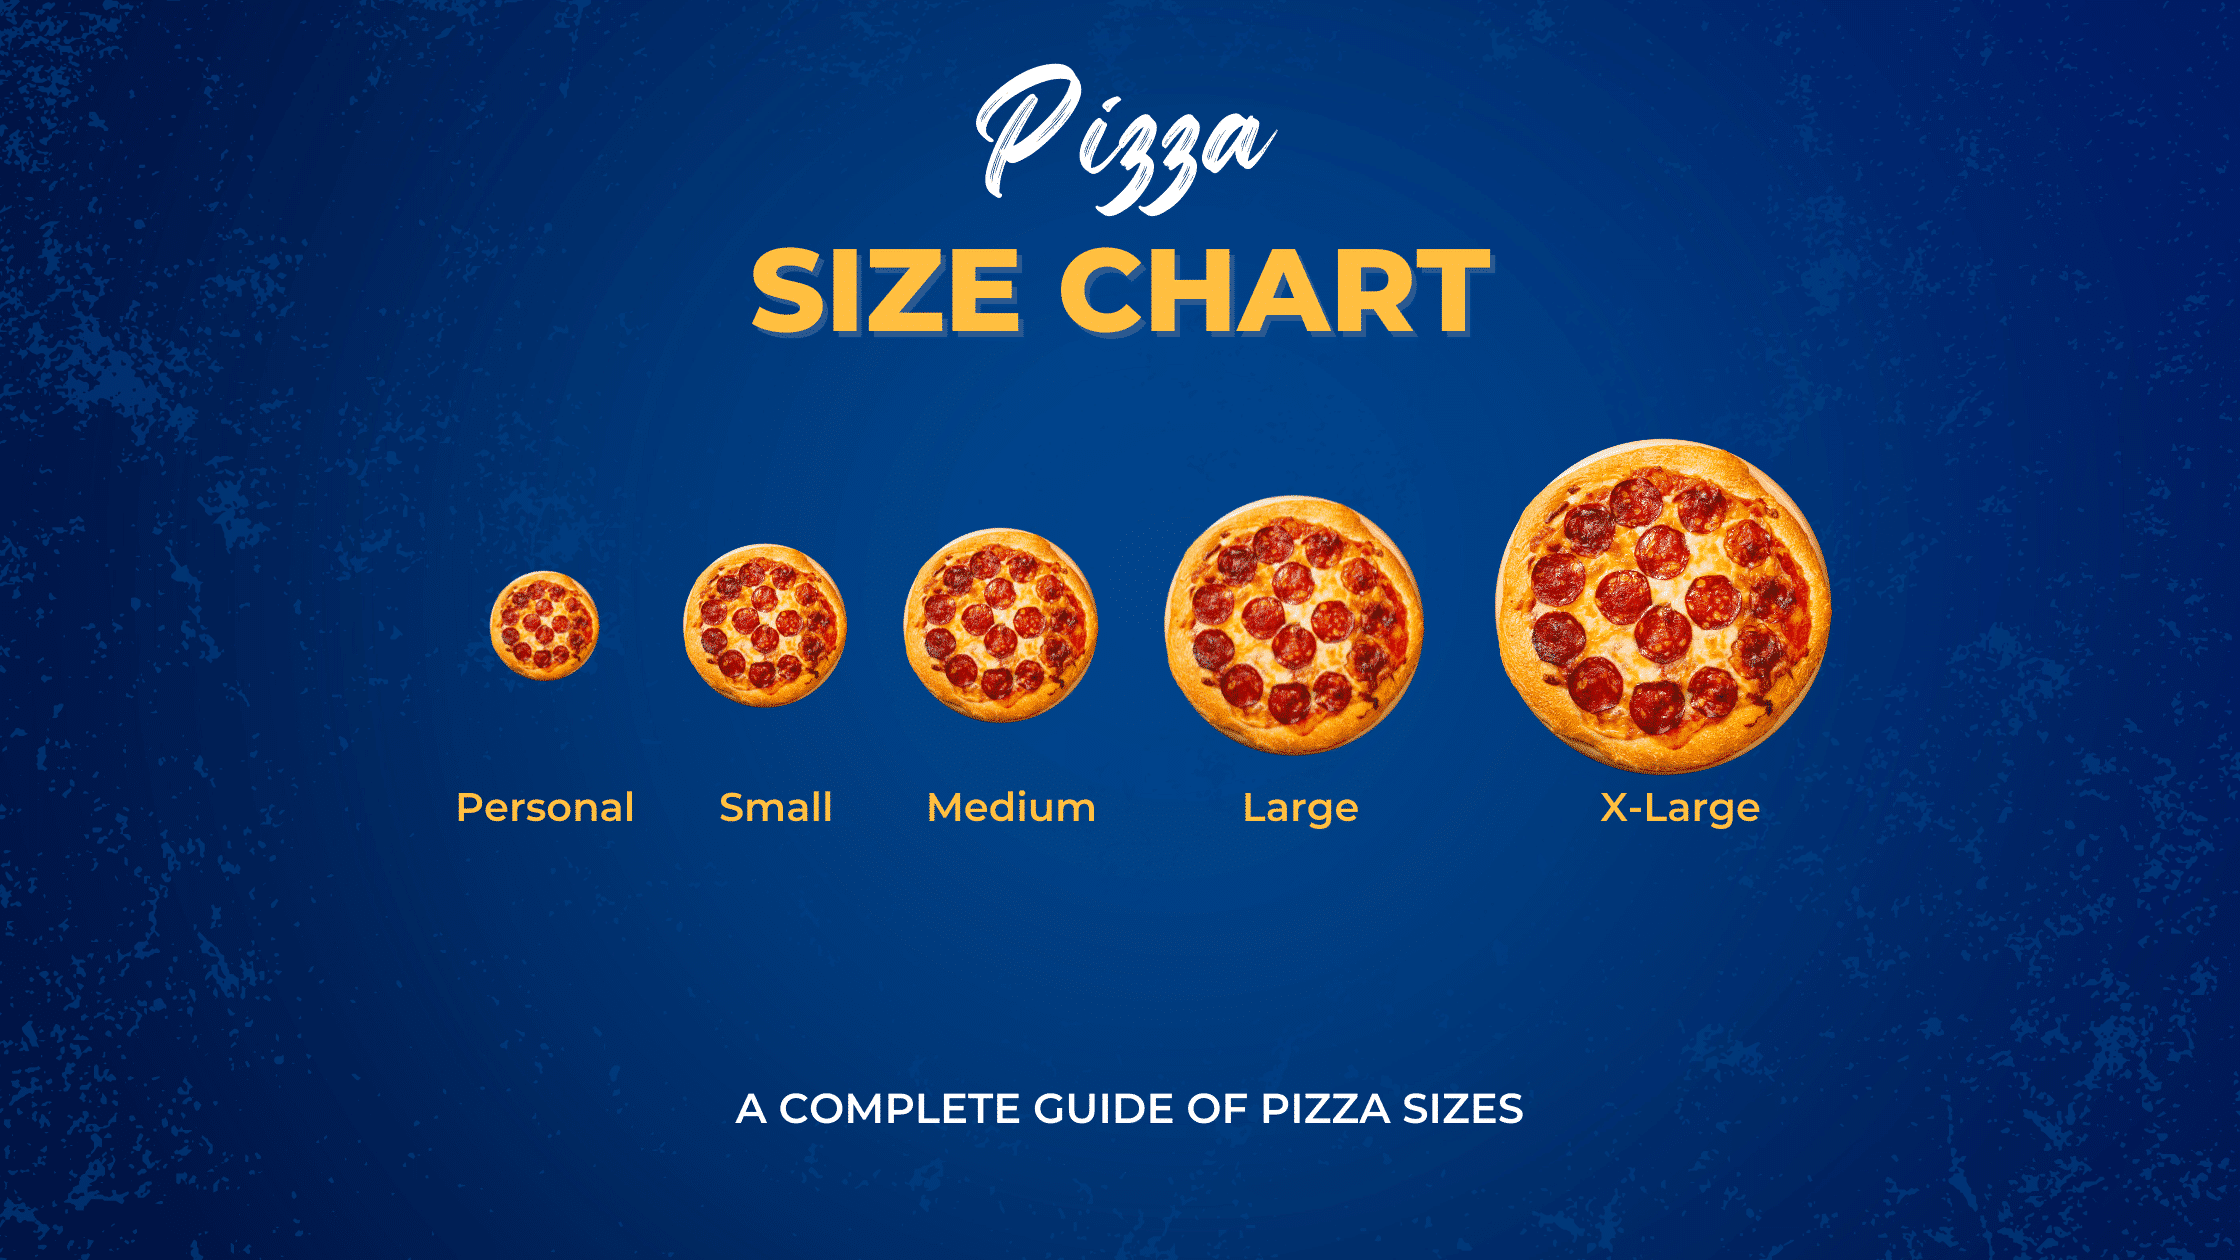 Pizza
SIZE CHART
Personal Small Medium Large X-Large
A COMPLETE GUIDE OF PIZZA SIZES